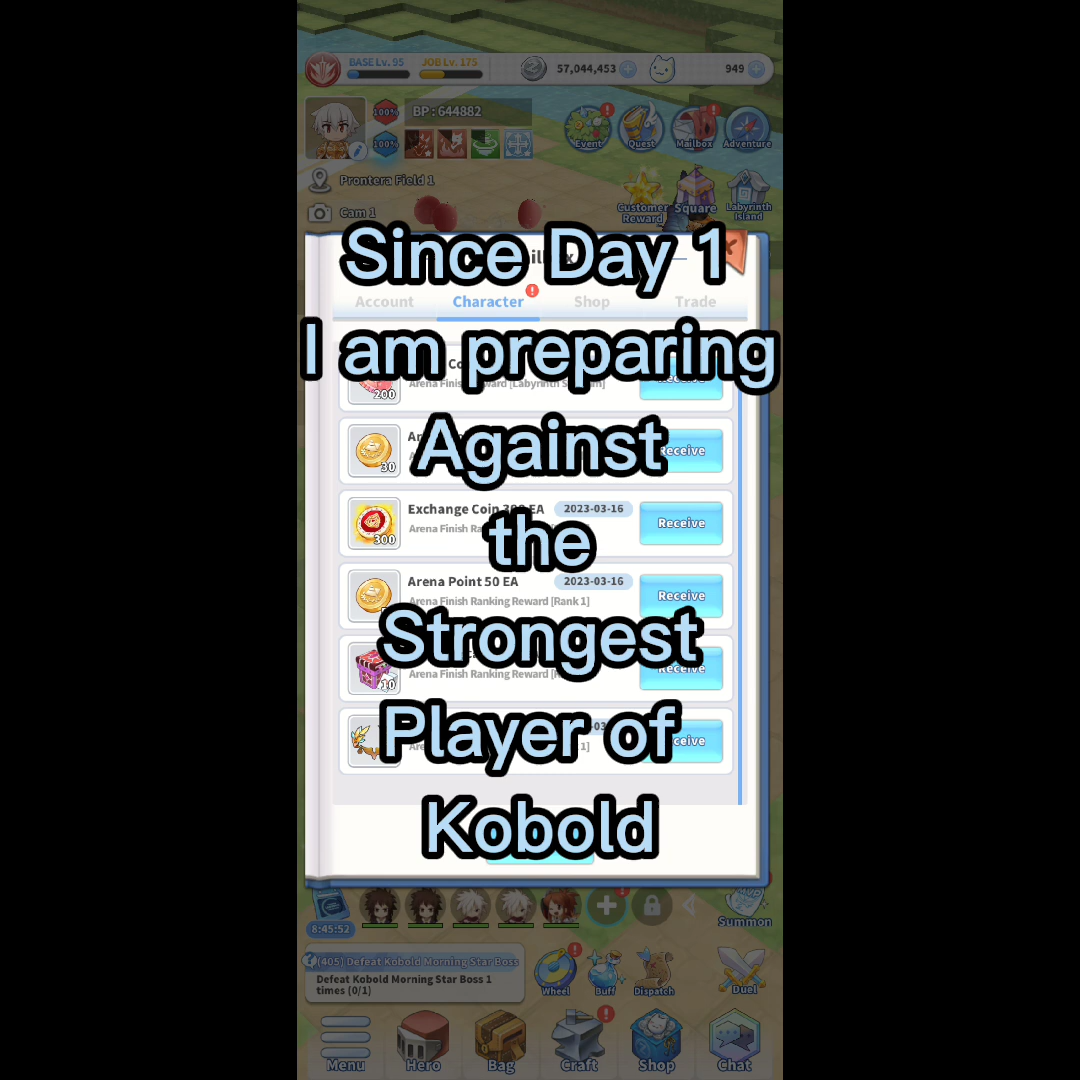 BASE Lv. 95
JOB Lv. 175
57,044,453
949
100%
BP : 644882
100%
Event
Quest
Mailbox
Adventure
Prontera Field 1
Cam 1
Customer
Reward
Square
Labyrinth
Island
Since Day 1
Account
Character
Shop
Trade
I am preparing
200
Against
30
Receive
Exchange Coin
EA
2023-03-16
Arena Finish
300
Receive
the
Arena Point 50 EA
2023-03-16
Arena Finish Ranking Reward [Rank 1]
Receive
Strongest
Arena Finish Ranking Reward
10
Receive
Player of
Kobold
8:45:52
Summon
(405) Defeat Kobold Morning Star Boss
Defeat Kobold Morning Star Boss 1
times (0/1)
Wheel
Buff
Dispatch
Duel
Menu
Hero
Bag
Craft
Shop
Chat